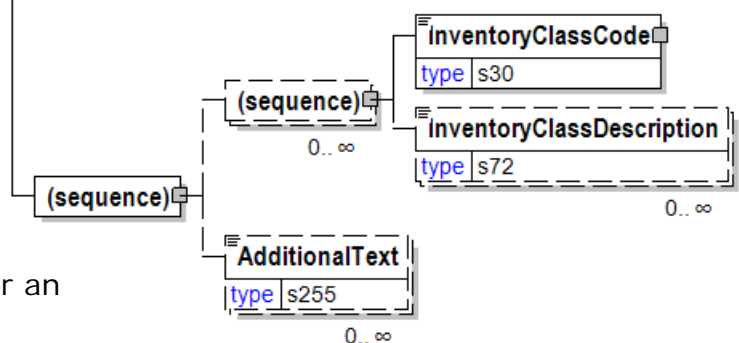 InventoryClassCode
type s30
(sequence)
0.. ∞
InventoryClassDescription
type s72
0.. ∞
(sequence)
AdditionalText
type s255
0.. ∞
r an